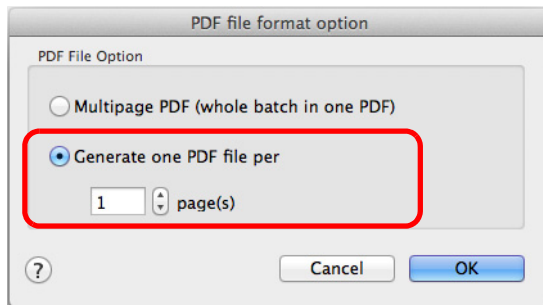 PDF file format option
PDF File Option
Multipage PDF (whole batch in one PDF)
Generate one PDF file per
1 page(s)
? Cancel OK